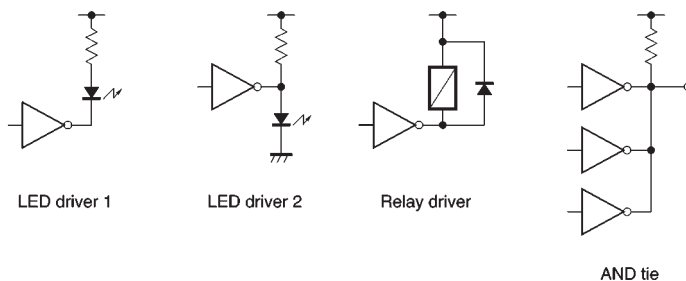 LED driver 1
LED driver 2
Relay driver
AND tie